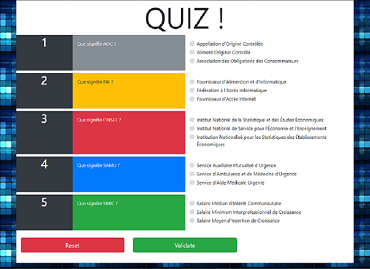 QUIZ !
1
Que signifie AOC ?
Appellation d'Origine Contrôlée
Aliment Original Contrôlé
Association des Obligations des Consommateurs
2
Que signifie FAI ?
Fournisseur d'Alimention et d'Informatique
Fédération à l'Accès Informatique
Fournisseur d'Accès Internet
3
Que signifie l'INSEE ?
Institut National de la Statistique et des Études Économiques
Institut National de Service pour l'Économie et l'Enseignement
Institution Nationalisé pour les Statistiques des Établissements
Économiques
4
Que signifie SAMU ?
Service Auxiliaire Mutualisé d'Urgence
Service d'Ambulance et de Médecine d'Urgence
Service d'Aide Médicale Urgente
5
Que signifie SMIC ?
Salaire Médian d'Intérêt Communautaire
Salaire Minimum Interprofessionnel de Croissance
Salaire Moyen d'Insertion de Croissance
Reset
Validate